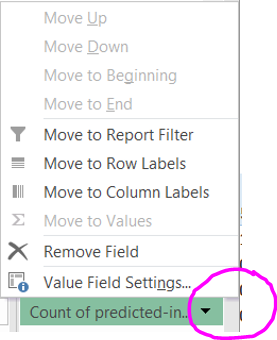 Move Up
Move Down
Move to Beginning
Move to End
Move to Report Filter
Move to Row Labels
Move to Column Labels
Move to Values
Remove Field
Value Field Settings...
Count of predicted-in...